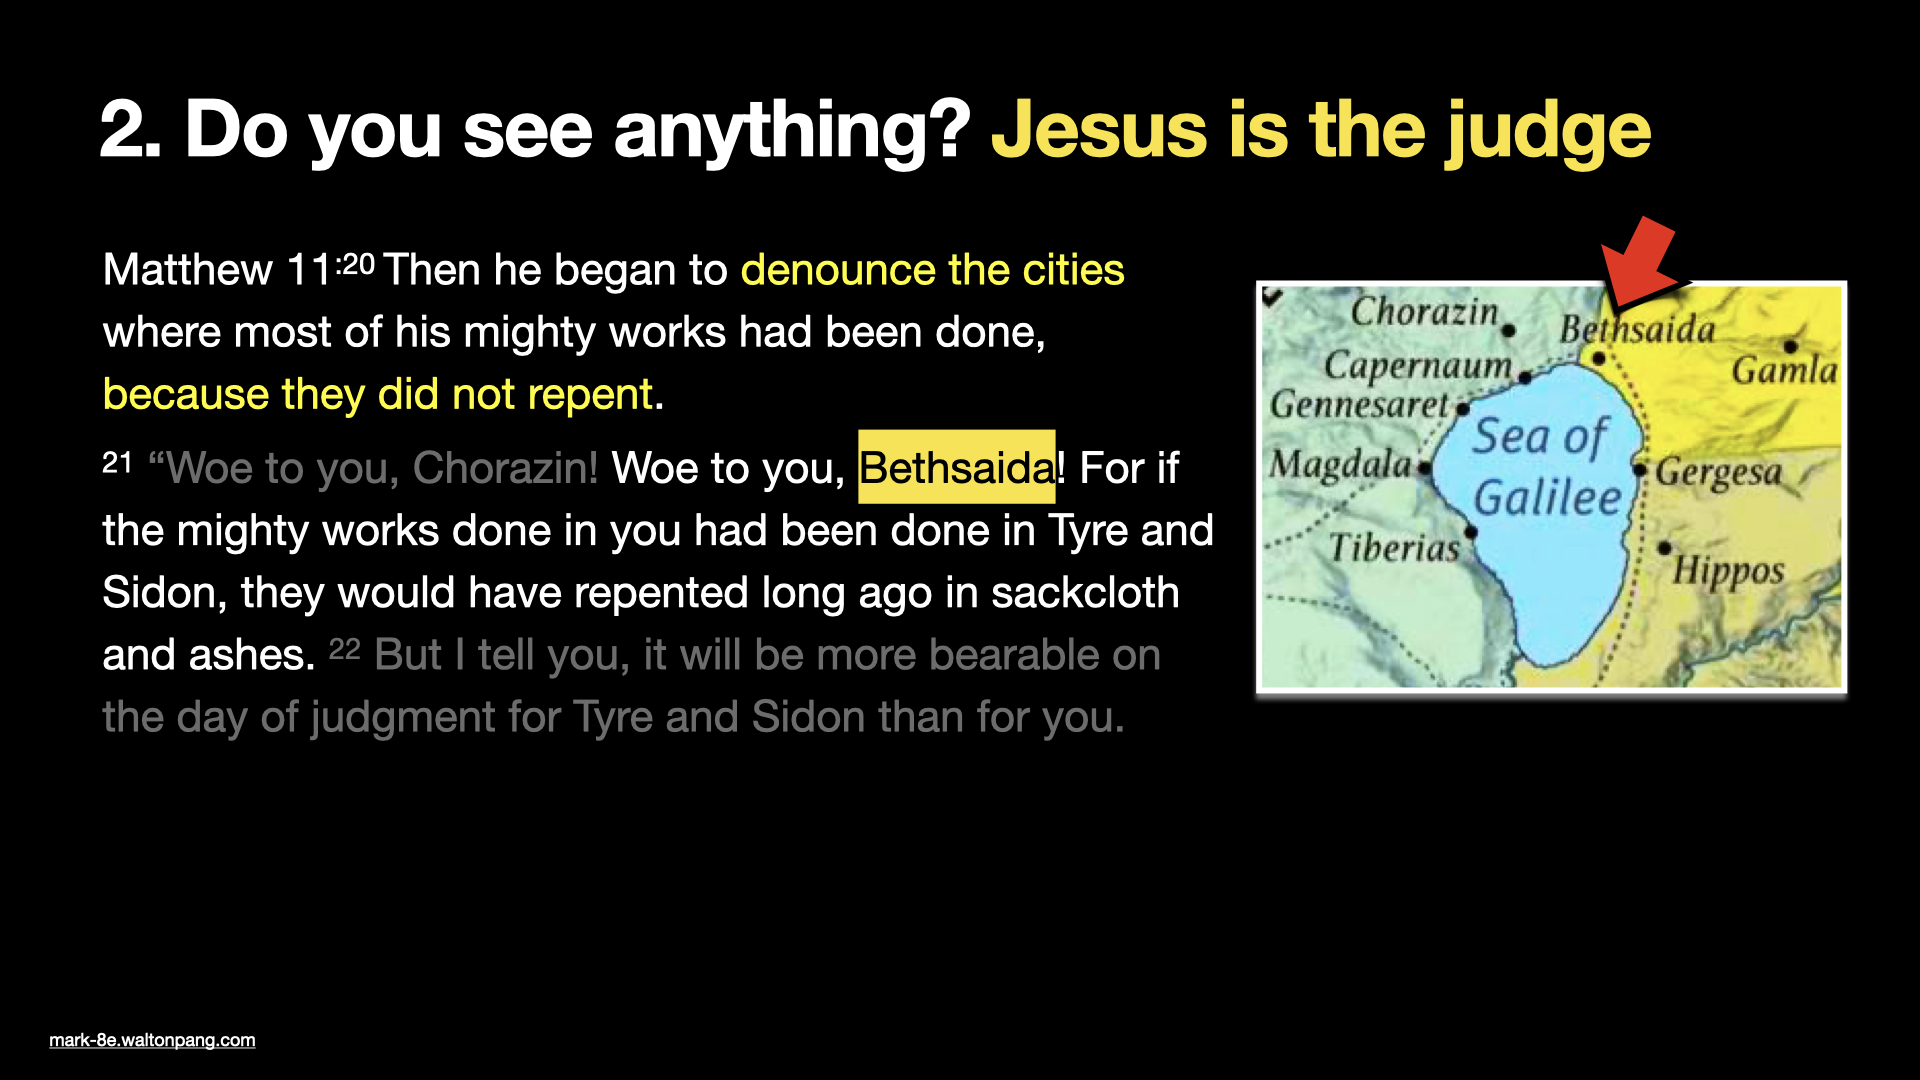 2. Do you see anything? Jesus is the judge
Matthew 11:20 Then he began to denounce the cities
where most of his mighty works had been done,
because they did not repent.
21 “Woe to you, Chorazin! Woe to you, Bethsaida! For if
the mighty works done in you had been done in Tyre and
Sidon, they would have repented long ago in sackcloth
and ashes. 22 But I tell you, it will be more bearable on
the day of judgment for Tyre and Sidon than for you.
Chorazin
Bethsaida
Capernaum
Gamla
Gennesaret
Sea of
Galilee
Magdala
Gergesa
Tiberias
Hippos
mark-8e.waltonpang.com